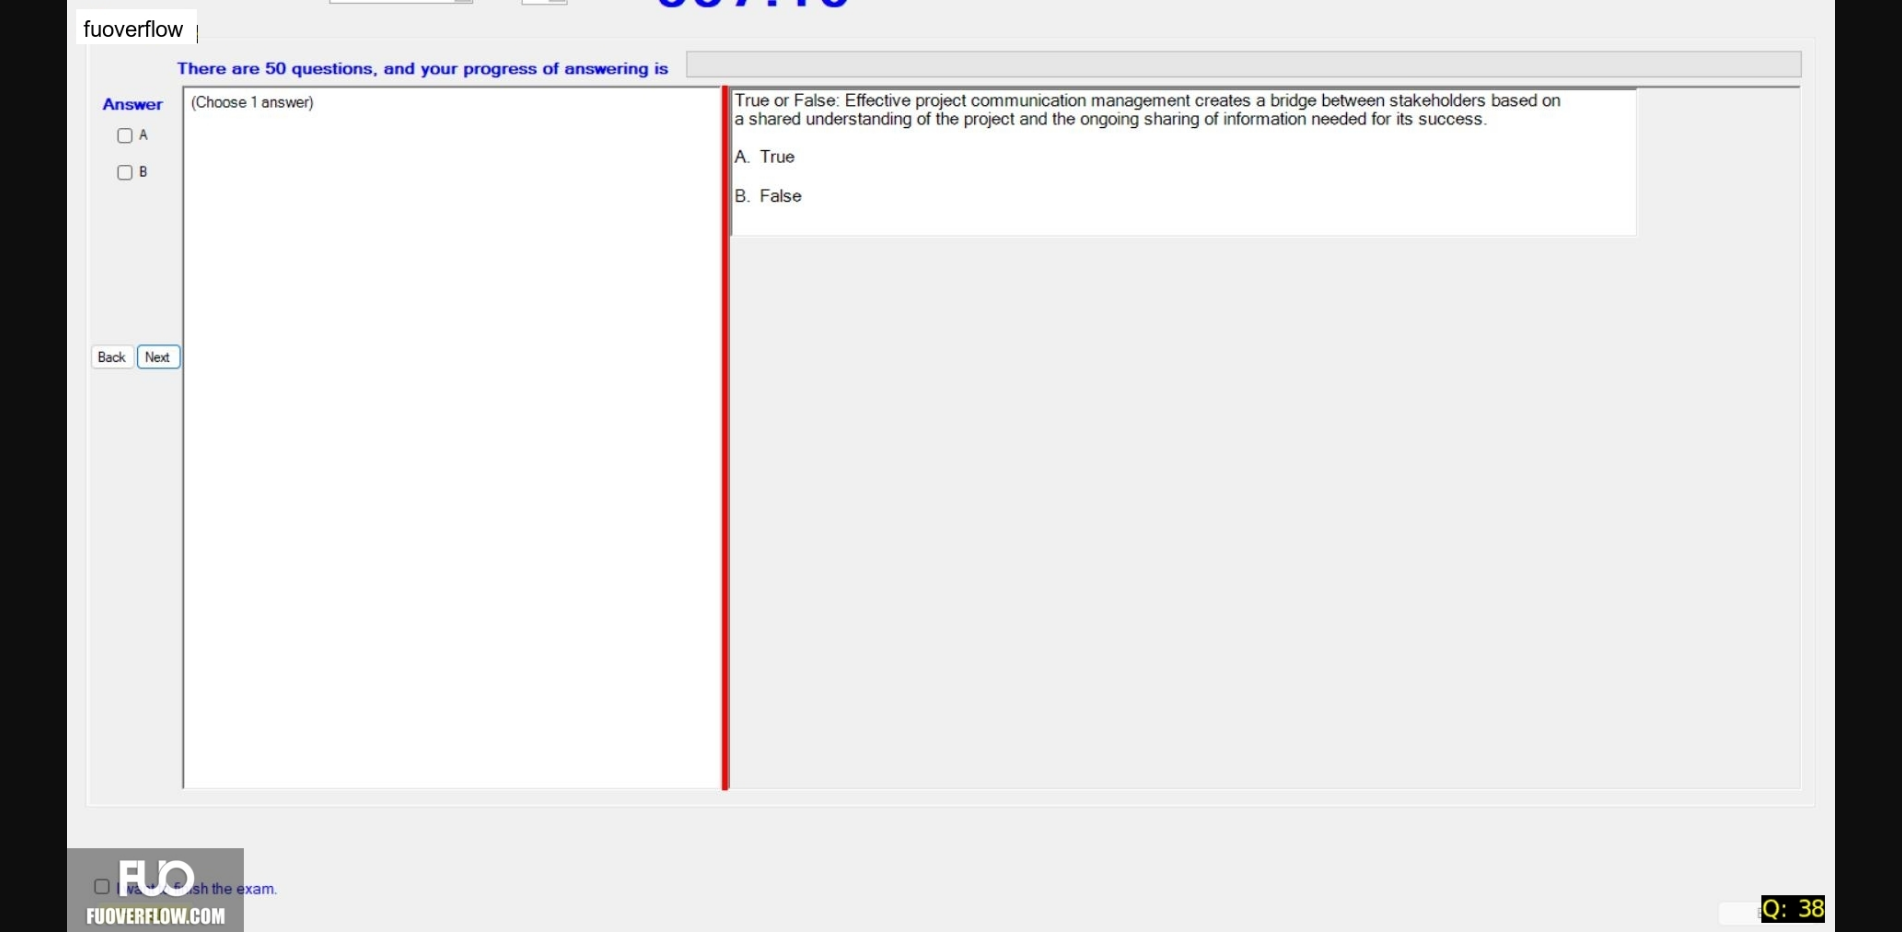 fuoverflow
There are 50 questions, and your progress of answering is
Answer
(Choose 1 answer)
A
B
Back
Next
True or False: Effective project communication management creates a bridge between stakeholders based on
a shared understanding of the project and the ongoing sharing of information needed for its success.
A. True
B. False
FUO
sh the exam.
FUOVERFLOW.COM
Q: 38